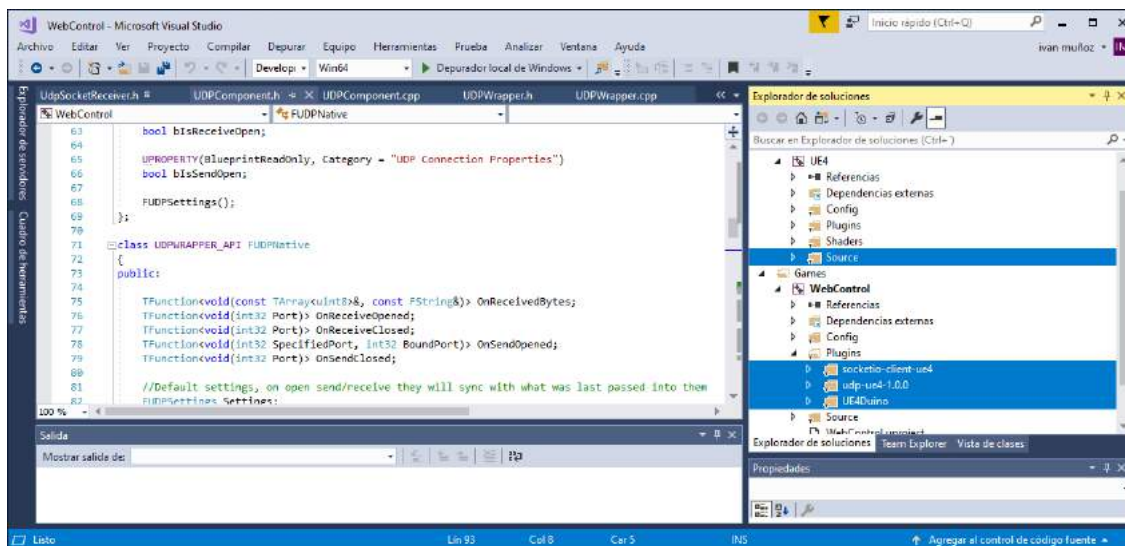 WebControl - Microsoft Visual Studio
Inicio rápido (Ctrl+Q)
Archivo Editar Ver Proyecto Compilar Depurar Equipo Herramientas Prueba Analizar Ventana Ayuda
ivan muñoz
IM
Develop Win64 Depurador local de Windows
Explorador de servidores
Cuadro de herramientas
UdpSocketReceiver.h UDPComponent.h UDPComponent.cpp UDPWrapper.h UDPWrapper.cpp
WebControl FUDPNative
63 bool bIsReceiveOpen;
64
65 UPROPERTY(BlueprintReadOnly, Category = "UDP Connection Properties")
66 bool bIsSendOpen;
67
68 FUDPSettings();
69 };
70
71 class UDPWRAPPER_API FUDPNative
72 {
73 public:
74
75 TFunction<void(const TArray<uint8>&, const FString&)> OnReceivedBytes;
76 TFunction<void(int32 Port)> OnReceiveOpened;
77 TFunction<void(int32 Port)> OnReceiveClosed;
78 TFunction<void(int32 SpecifiedPort, int32 BoundPort)> OnSendOpened;
79 TFunction<void(int32 Port)> OnSendClosed;
80
81 //Default settings, on open send/receive they will sync with what was last passed into them
82 FUDPSettings Settings;
100 %
Salida
Mostrar salida de:
Explorador de soluciones
Buscar en Explorador de soluciones (Ctrl+ )
UE4
Referencias
Dependencias externas
Config
Plugins
Shaders
Source
Games
WebControl
Referencias
Dependencias externas
Config
Plugins
socketio-client-ue4
udp-ue4-1.0.0
UE4Duino
Source
WebControl.uproject
Explorador de soluciones Team Explorer Vista de clases
Propiedades
Listo Lín 93 Col 8 Car 5 INS Agregar al control de código fuente